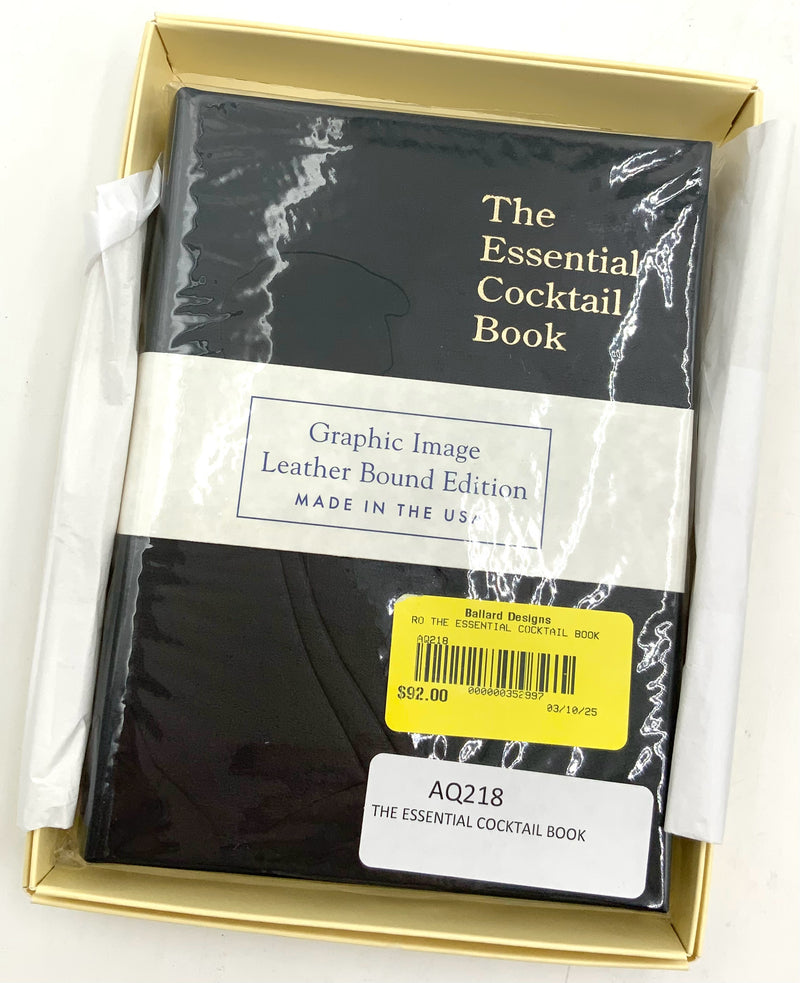 The
Essential
Cocktail
Book
Graphic Image
Leather Bound Edition
MADE IN THE USA
Ballard Designs
RO THE ESSENTIAL COCKTAIL BOOK
AQ218
$92.00 000000352997
03/10/25
AQ218
THE ESSENTIAL COCKTAIL BOOK